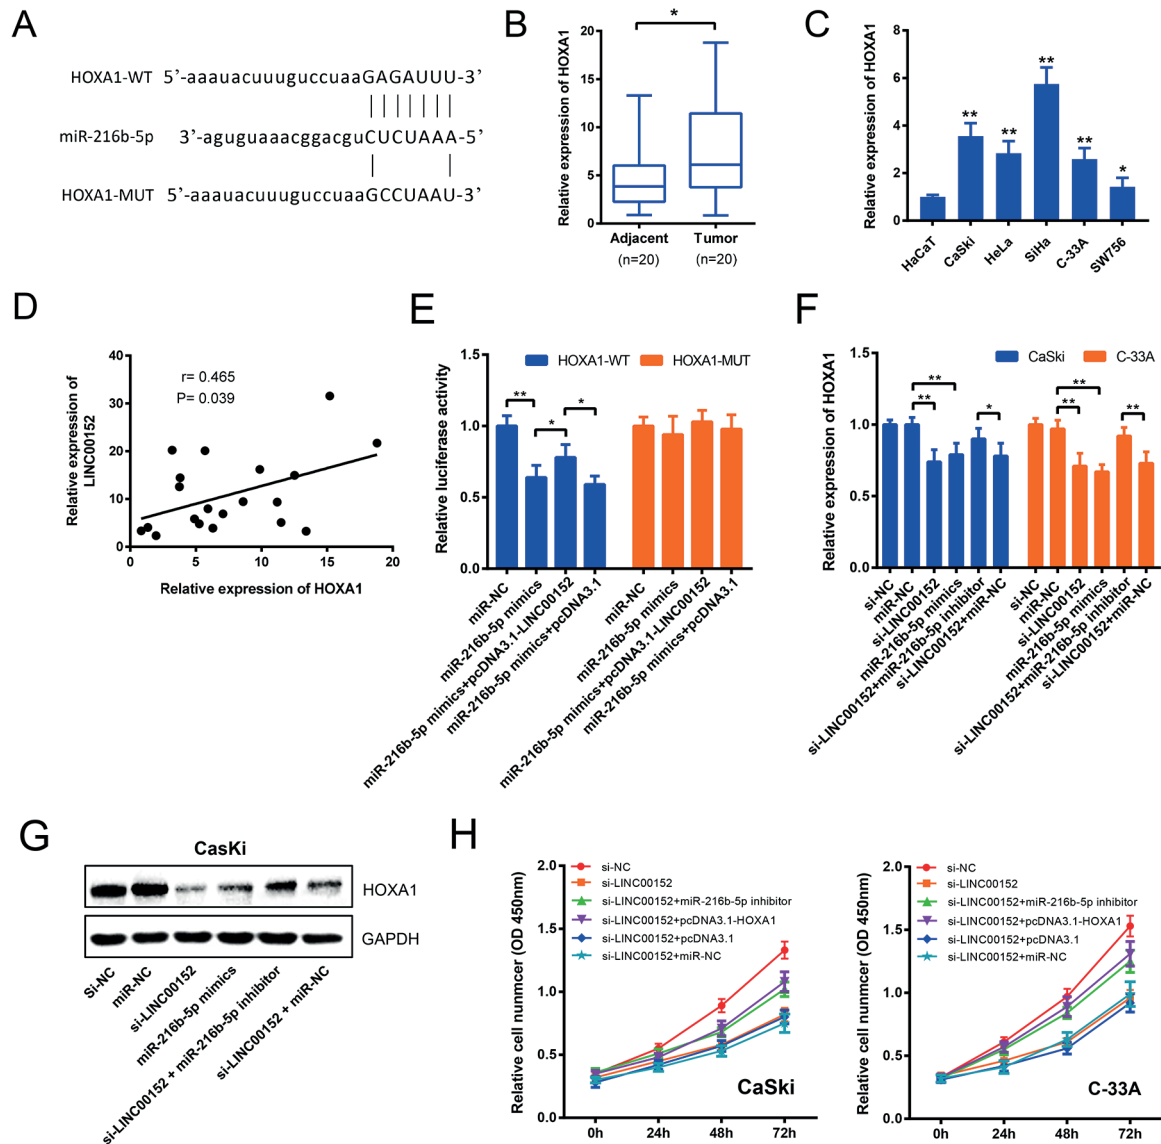 A
HOXA1-WT 5’-aaauacuuuguccuaaGAGAUUU-3’
miR-216b-5p 3’-aguguaaacggacguCUCUAAA-5’
HOXA1-MUT 5’-aaauacuuuguccuaaGCCUAAU-3’
B
Relative expression of HOXA1
20
15
10
5
0
*
Adjacent Tumor
(n=20) (n=20)
C
Relative expression of HOXA1
8
6
4
2
0
** ** ** ** *
HaCaT CaSki HeLa SiHa C-33A SW756
D
Relative expression of
LINC00152
40
30
20
10
0
r= 0.465
P= 0.039
0 5 10 15 20
Relative expression of HOXA1
E
Relative luciferase activity
1.5
1.0
0.5
0.0
HOXA1-WT HOXA1-MUT
** * *
miR-NC
miR-216b-5p mimics
miR-216b-5p mimics+pcDNA3.1-LINC00152
miR-216b-5p mimics+pcDNA3.1
miR-NC
miR-216b-5p mimics
miR-216b-5p mimics+pcDNA3.1-LINC00152
miR-216b-5p mimics+pcDNA3.1
F
Relative expression of HOXA1
1.5
1.0
0.5
0.0
CaSki C-33A
** ** * ** ** **
si-NC
miR-NC
si-LINC00152
miR-216b-5p mimics
si-LINC00152+miR-216b-5p inhibitor
si-LINC00152+miR-NC
si-NC
miR-NC
si-LINC00152
miR-216b-5p mimics
si-LINC00152+miR-216b-5p inhibitor
si-LINC00152+miR-NC
G
CasKi
HOXA1
GAPDH
Si-NC
miR-NC
si-LINC00152
miR-216b-5p mimics
si-LINC00152 + miR-216b-5p inhibitor
si-LINC00152 + miR-NC
H
Relative cell nunmcer (OD 450nm)
2.0
1.5
1.0
0.5
0.0
si-NC
si-LINC00152
si-LINC00152+miR-216b-5p inhibitor
si-LINC00152+pcDNA3.1-HOXA1
si-LINC00152+pcDNA3.1
si-LINC00152+miR-NC
CaSki
0h 24h 48h 72h
Relative cell nunmcer (OD 450nm)
2.0
1.5
1.0
0.5
0.0
si-NC
si-LINC00152
si-LINC00152+miR-216b-5p inhibitor
si-LINC00152+pcDNA3.1-HOXA1
si-LINC00152+pcDNA3.1
si-LINC00152+miR-NC
C-33A
0h 24h 48h 72h